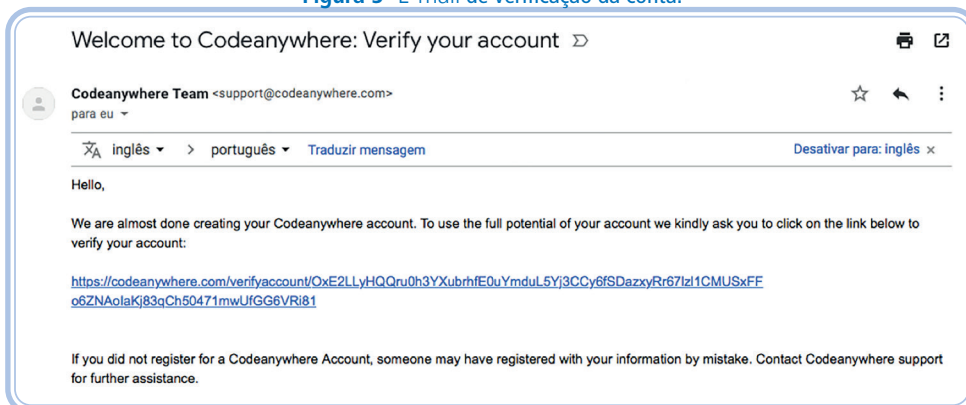 Figura 5 - E-mail de verificação da conta.
Welcome to Codeanywhere: Verify your account
Codeanywhere Team <support@codeanywhere.com>
para eu
inglês > português Traduzir mensagem Desativar para: inglês ×
Hello,
We are almost done creating your Codeanywhere account. To use the full potential of your account we kindly ask you to click on the link below to
verify your account:
https://codeanywhere.com/verifyaccount/OxE2LLyHQQru0h3YXubrhfE0uYmduL5Yj3CCy6fSDazxyRr67Izl1CMUSxFF
o6ZNAoIaKj83qCh50471mwUfGG6VRi81
If you did not register for a Codeanywhere Account, someone may have registered with your information by mistake. Contact Codeanywhere support
for further assistance.